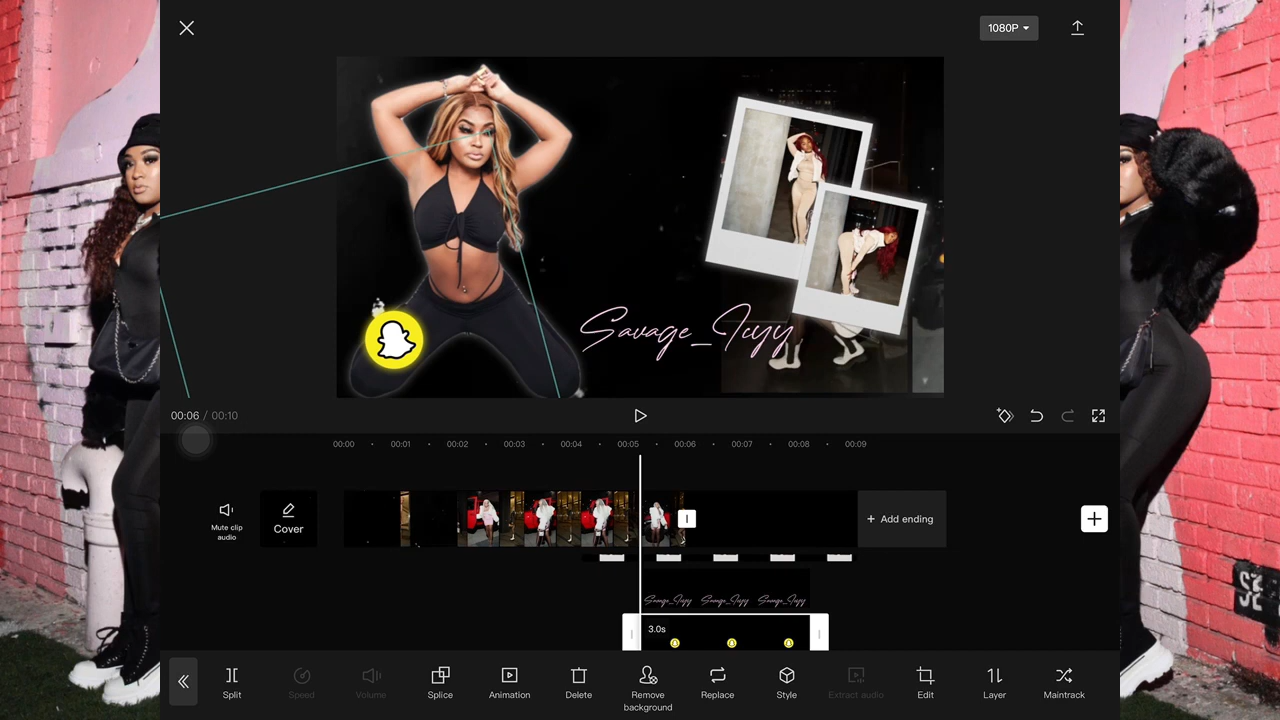 1080P
Savage_Icyy
00:06 / 00:10
00:00
00:01
00:02
00:03
00:04
00:05
00:06
00:07
00:08
00:09
Mute clip
audio
Cover
+ Add ending
Savage_Icyy
Savage_Icyy
Savage_Icyy
3.0s
Split
Speed
Volume
Splice
Animation
Delete
Remove
background
Replace
Style
Extract audio
Edit
Layer
Maintrack